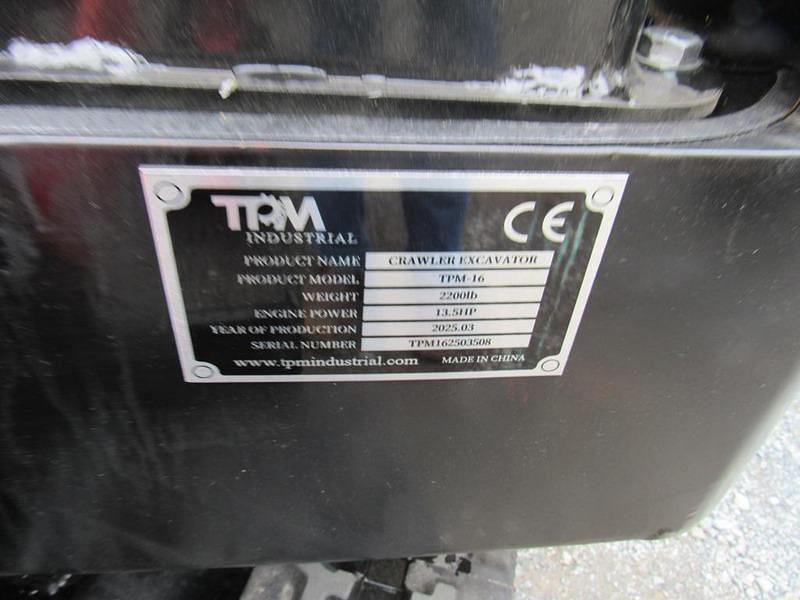 TPM
INDUSTRIAL
CE
PRODUCT NAME CRAWLER EXCAVATOR
PRODUCT MODEL TPM-16
WEIGHT 2200lb
ENGINE POWER 13.5HP
YEAR OF PRODUCTION 2025.03
SERIAL NUMBER TPM162503508
www.tpmindustrial.com MADE IN CHINA